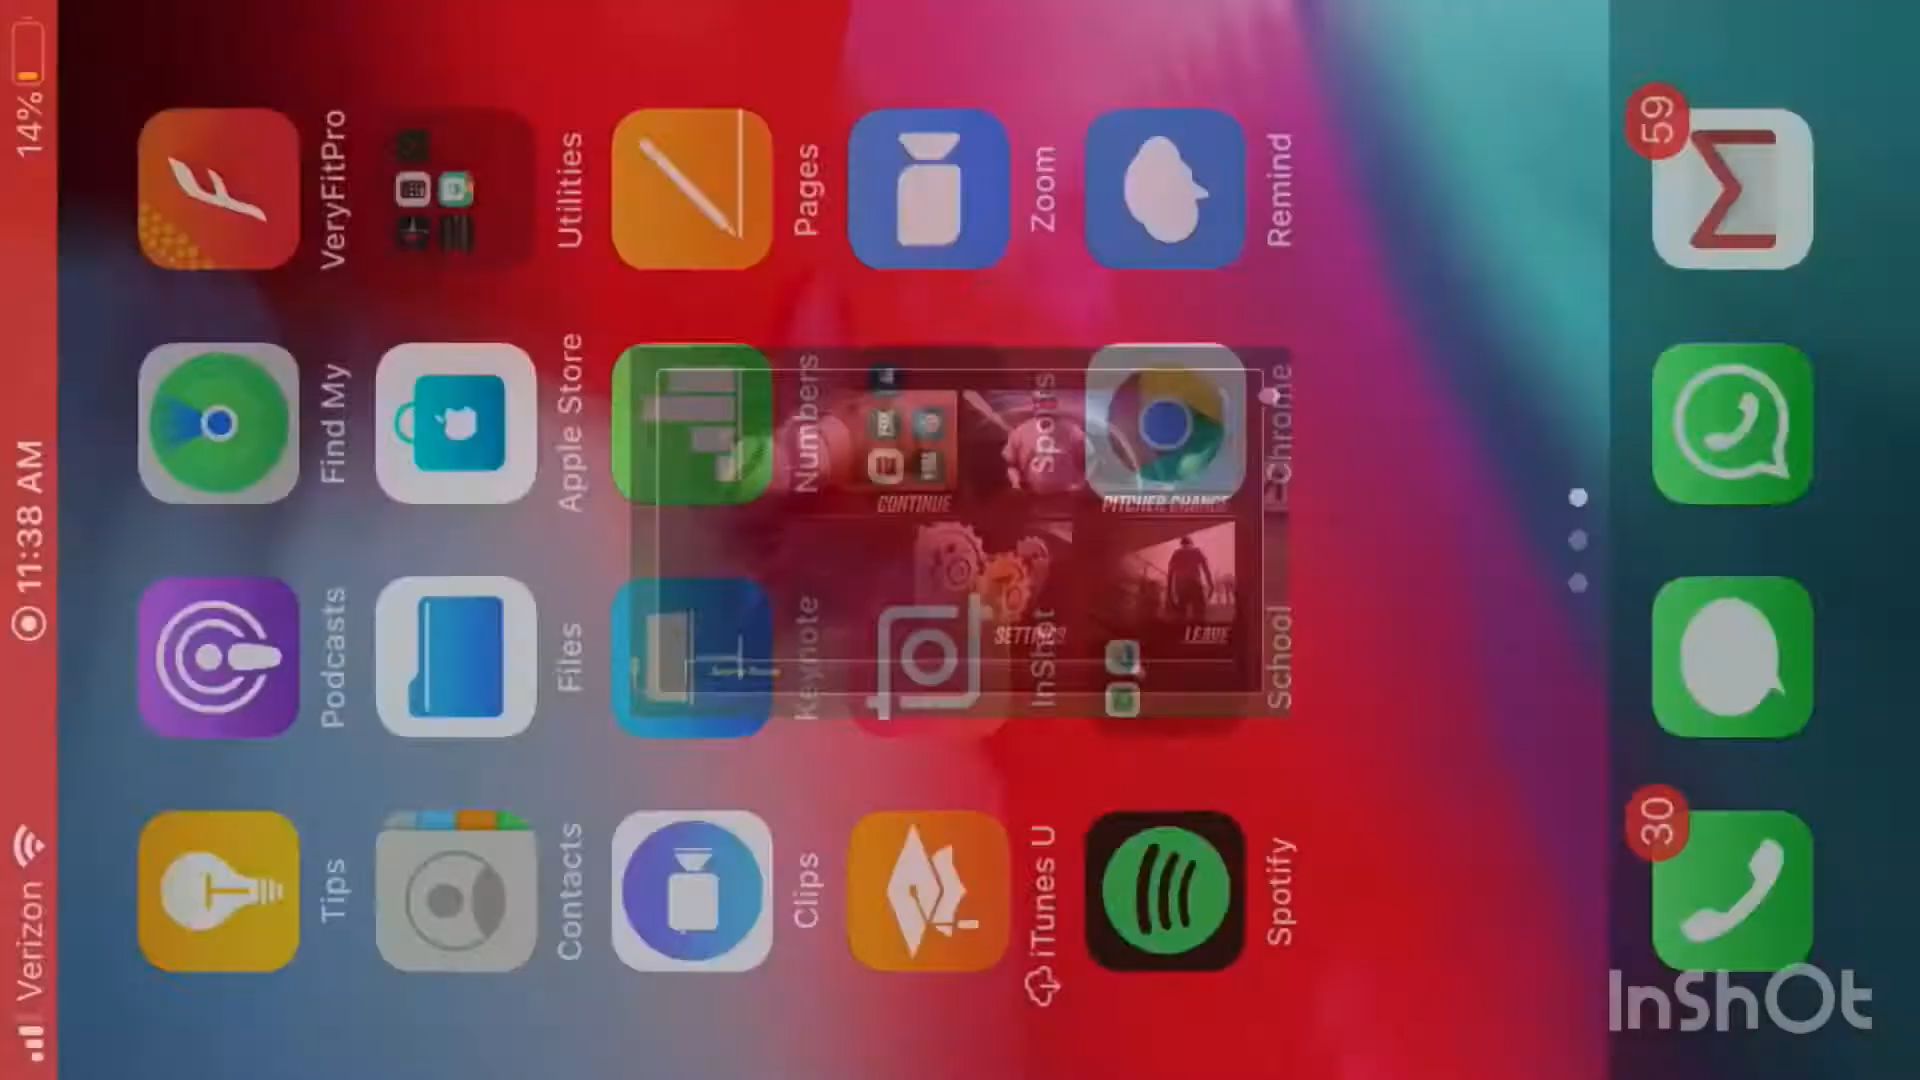 Verizon
11:38 AM
14%
Tips
Podcasts
Find My
VeryFitPro
Contacts
Files
Apple Store
Utilities
Clips
Keynote
Numbers
Pages
iTunes U
InShot
Sports
Zoom
Spotify
School
Chrome
Remind
30
59
CONTINUE
PITCHER CHANGE
SETTINGS
LEAVE
InShOt